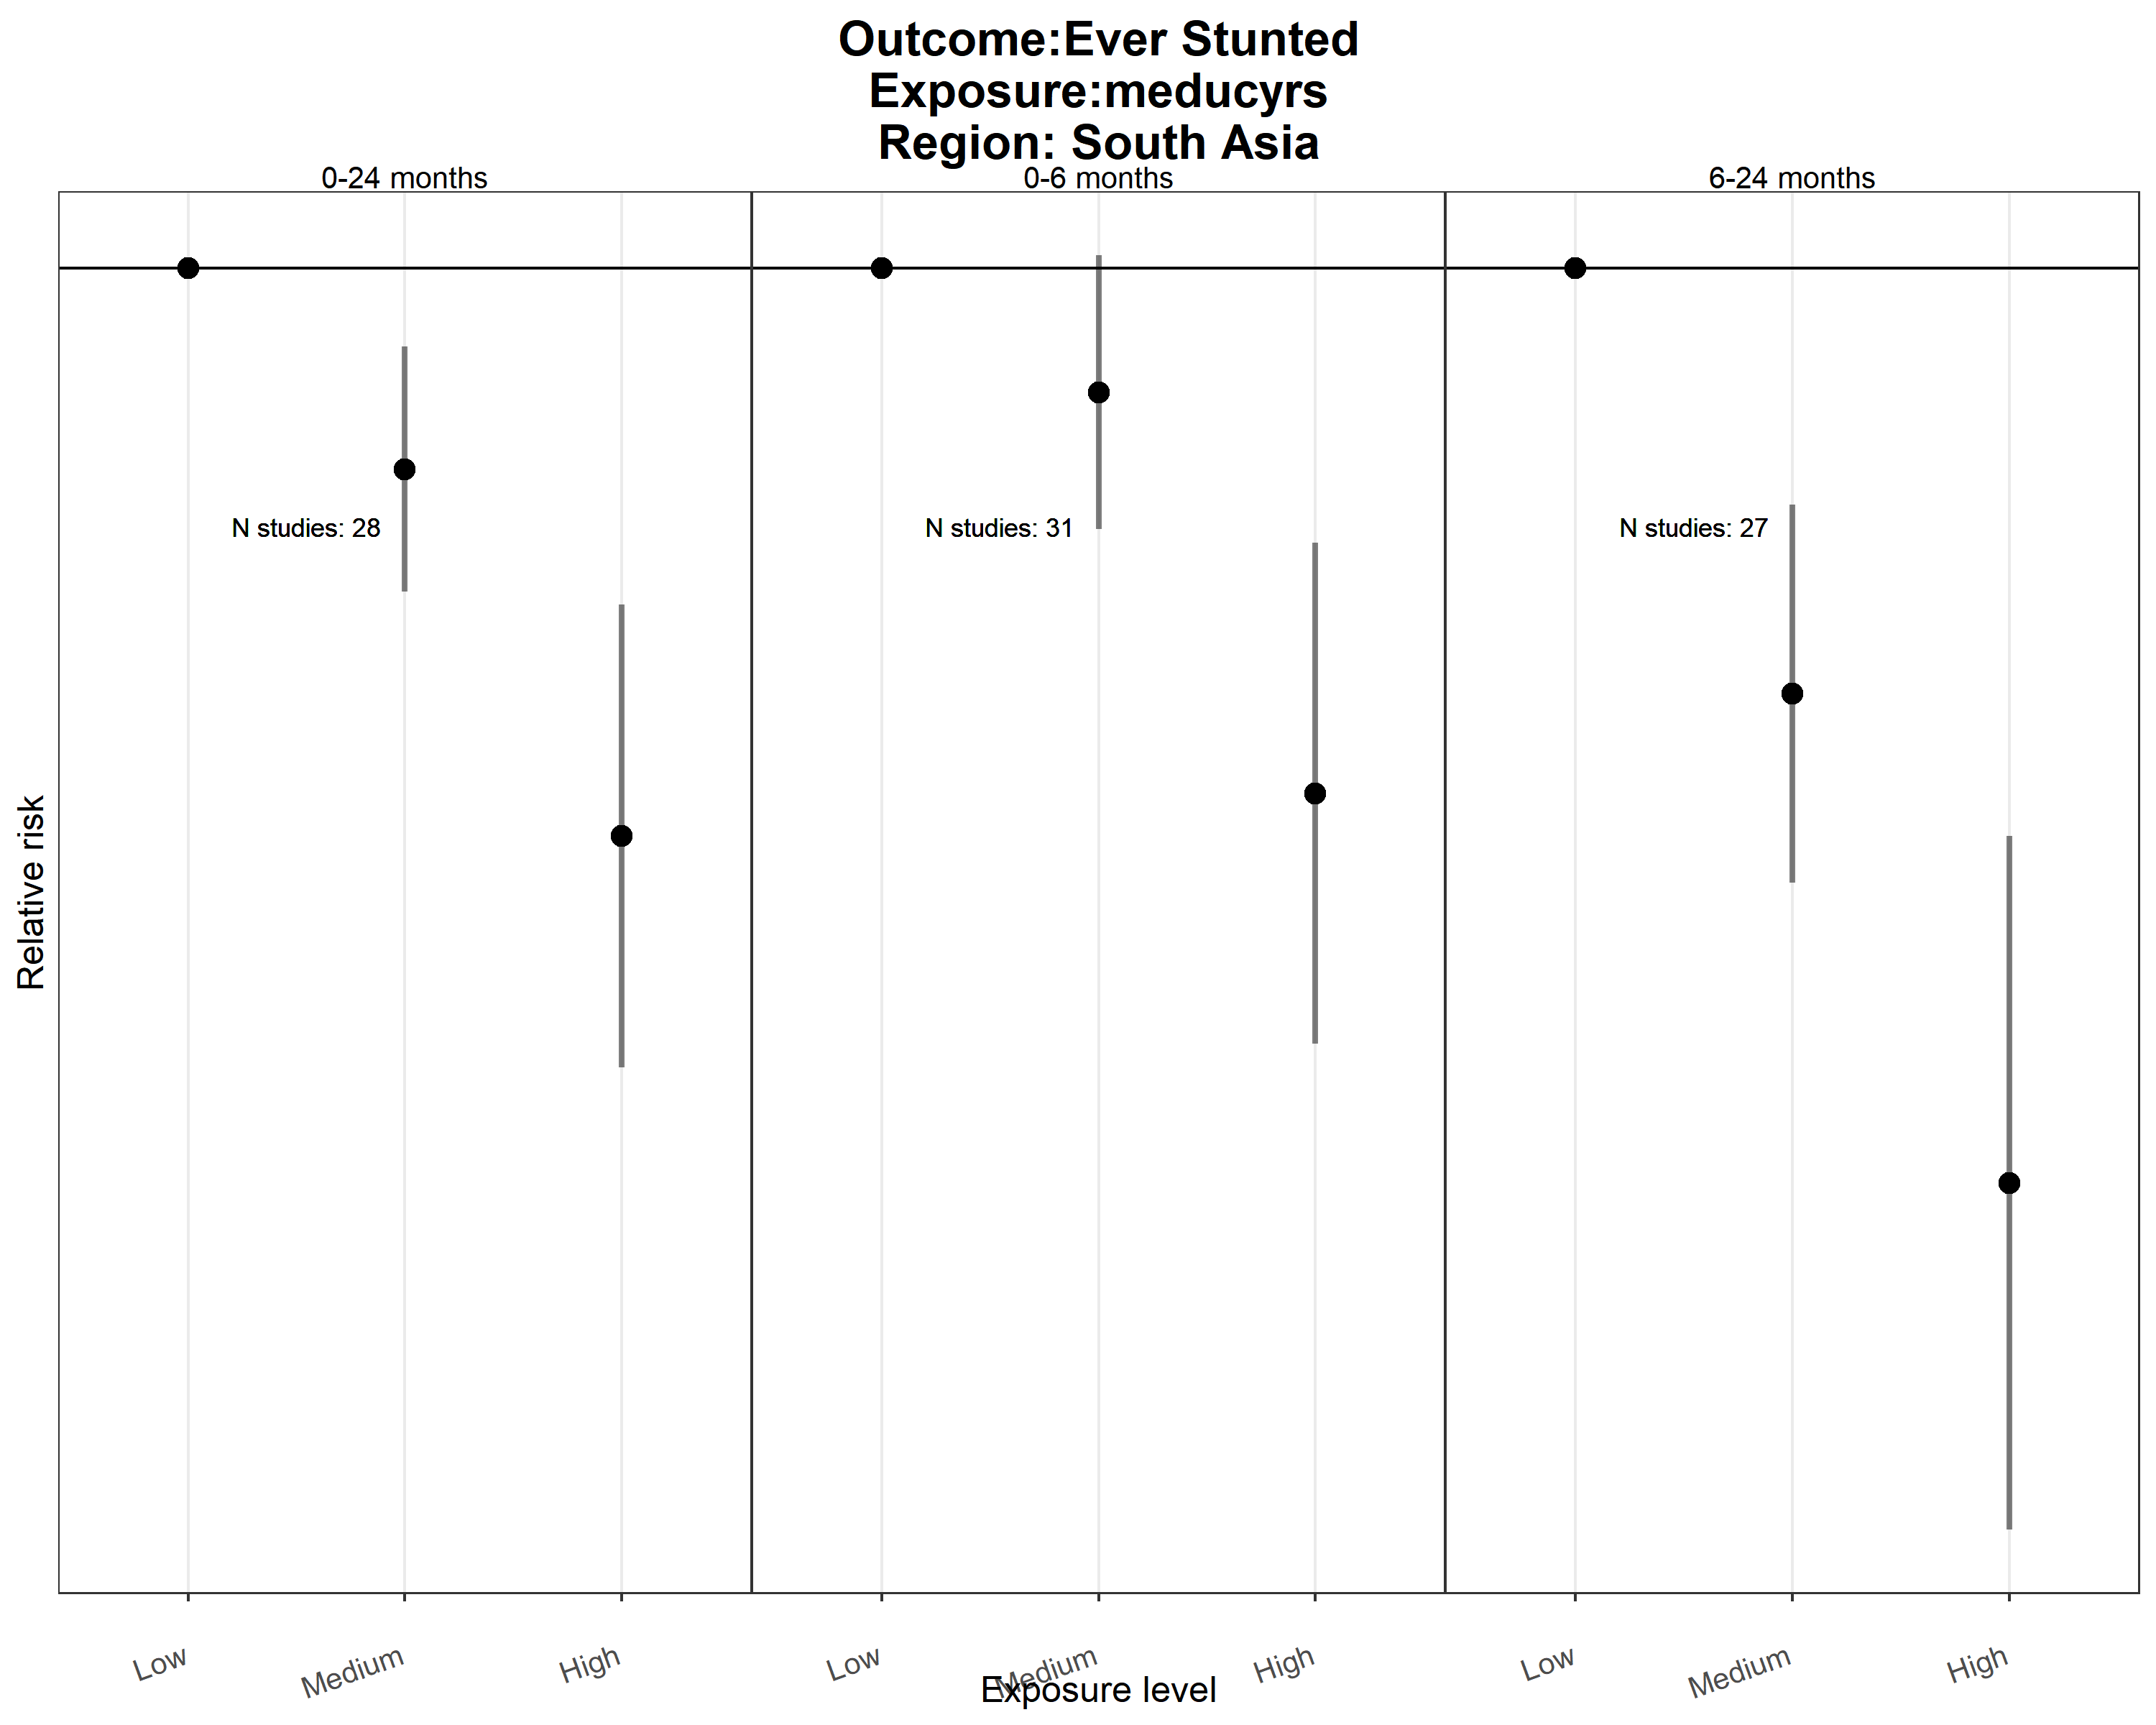 Outcome:Ever Stunted
Exposure:meducyrs
Region: South Asia
0-24 months
0-6 months
6-24 months
N studies: 28
N studies: 31
N studies: 27
Relative risk
Low
Medium
High
Low
Medium
High
Low
Medium
High
Exposure level